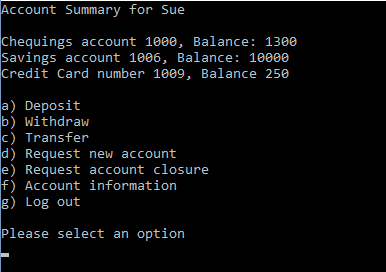 Account Summary for Sue
Chequings account 1000, Balance: 1300
Savings account 1006, Balance: 10000
Credit Card number 1009, Balance 250
a) Deposit
b) Withdraw
c) Transfer
d) Request new account
e) Request account closure
f) Account information
g) Log out
Please select an option